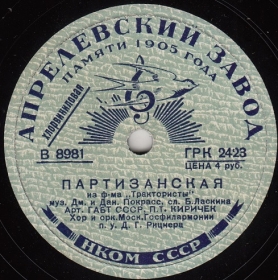 АПРЕЛЕВСКИЙ ЗАВОД
ПАМЯТИ 1905 ГОДА
В 8981
ГРК 2423
ЦЕНА 4 руб.
ПАРТИЗАНСКАЯ
из ф-ма „Трактористы"
муз. Дм. и Дан. Покрасс, сл. Б. Ласкина
Арт. ГАБТ СССР, П.Т. КИРИЧЕК
Хор и орк. Моск. Госфилармонии
п. у. Д. Г. Рицнера
НКОМ СССР